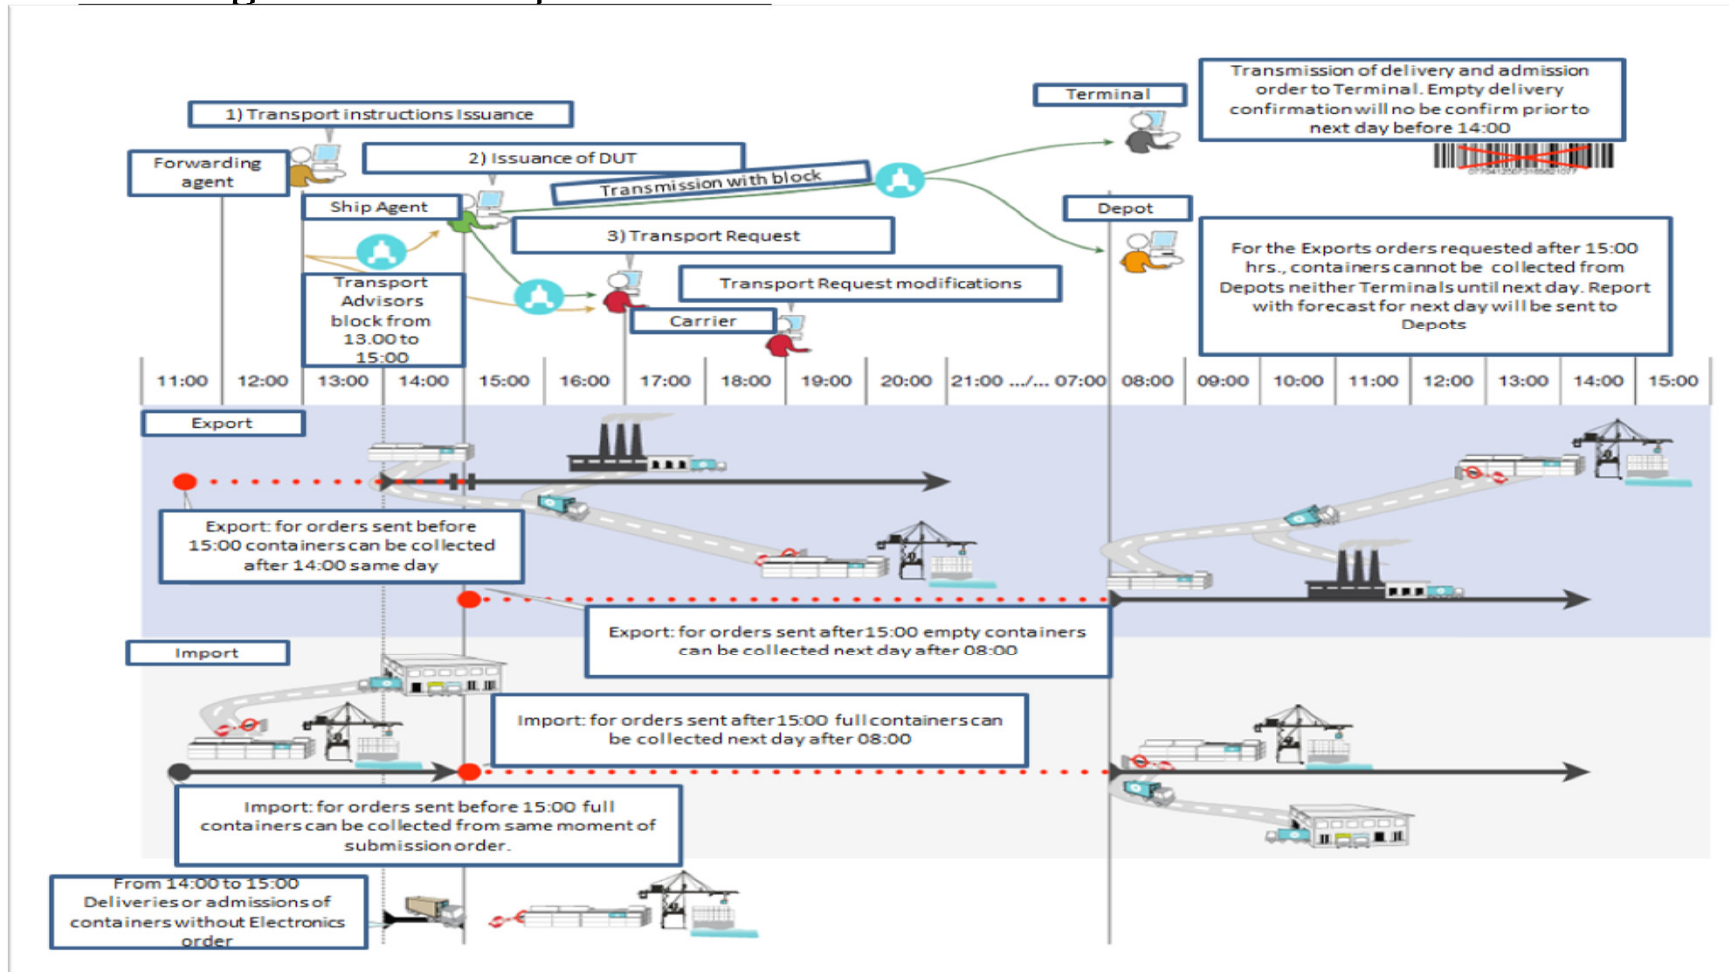 1) Transport instructions Issuance
Forwarding
agent
2) Issuance of DUT
Transmission with block
Ship Agent
3) Transport Request
Transport
Advisors
block from
13.00 to
15:00
Transport Request modifications
Carrier
Terminal
Transmission of delivery and admission
order to Terminal. Empty delivery
confirmation will no be confirm prior to
next day before 14:00
Depot
For the Exports orders requested after 15:00
hrs., containers cannot be collected from
Depots neither Terminals until next day. Report
with forecast for next day will be sent to
Depots
11:00 12:00 13:00 14:00 15:00 16:00 17:00 18:00 19:00 20:00 21:00 .../... 07:00 08:00 09:00 10:00 11:00 12:00 13:00 14:00 15:00
Export
Export: for orders sent before
15:00 containers can be collected
after 14:00 same day
Export: for orders sent after 15:00 empty containers
can be collected next day after 08:00
Import
Import: for orders sent after 15:00 full containers can
be collected next day after 08:00
Import: for orders sent before 15:00 full
containers can be collected from same moment of
submission order.
From 14:00 to 15:00
Deliveries or admissions of
containers without Electronics
order